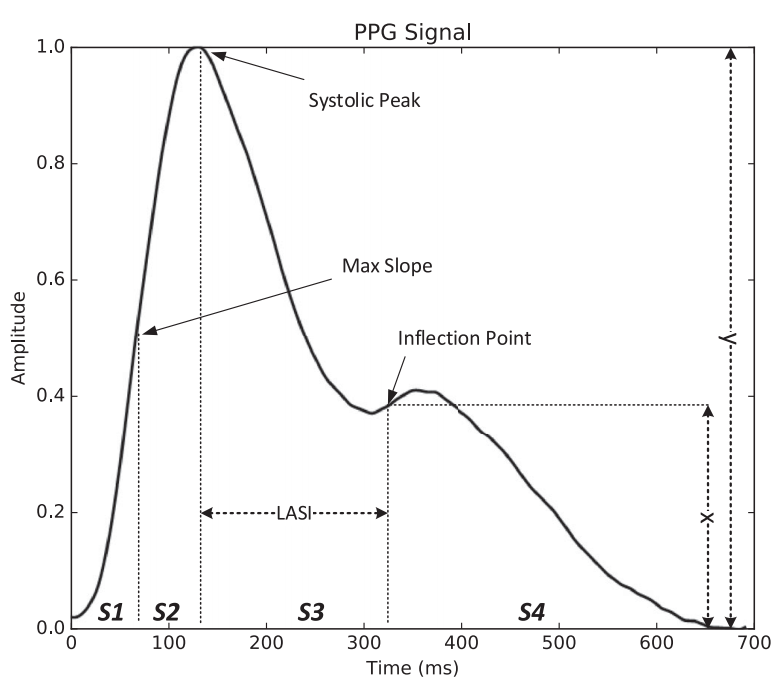 PPG Signal
1.0
0.8
0.6
0.4
0.2
0.0
Amplitude
Systolic Peak
Max Slope
Inflection Point
y
x
LASI
S1 S2 S3 S4
0 100 200 300 400 500 600 700
Time (ms)